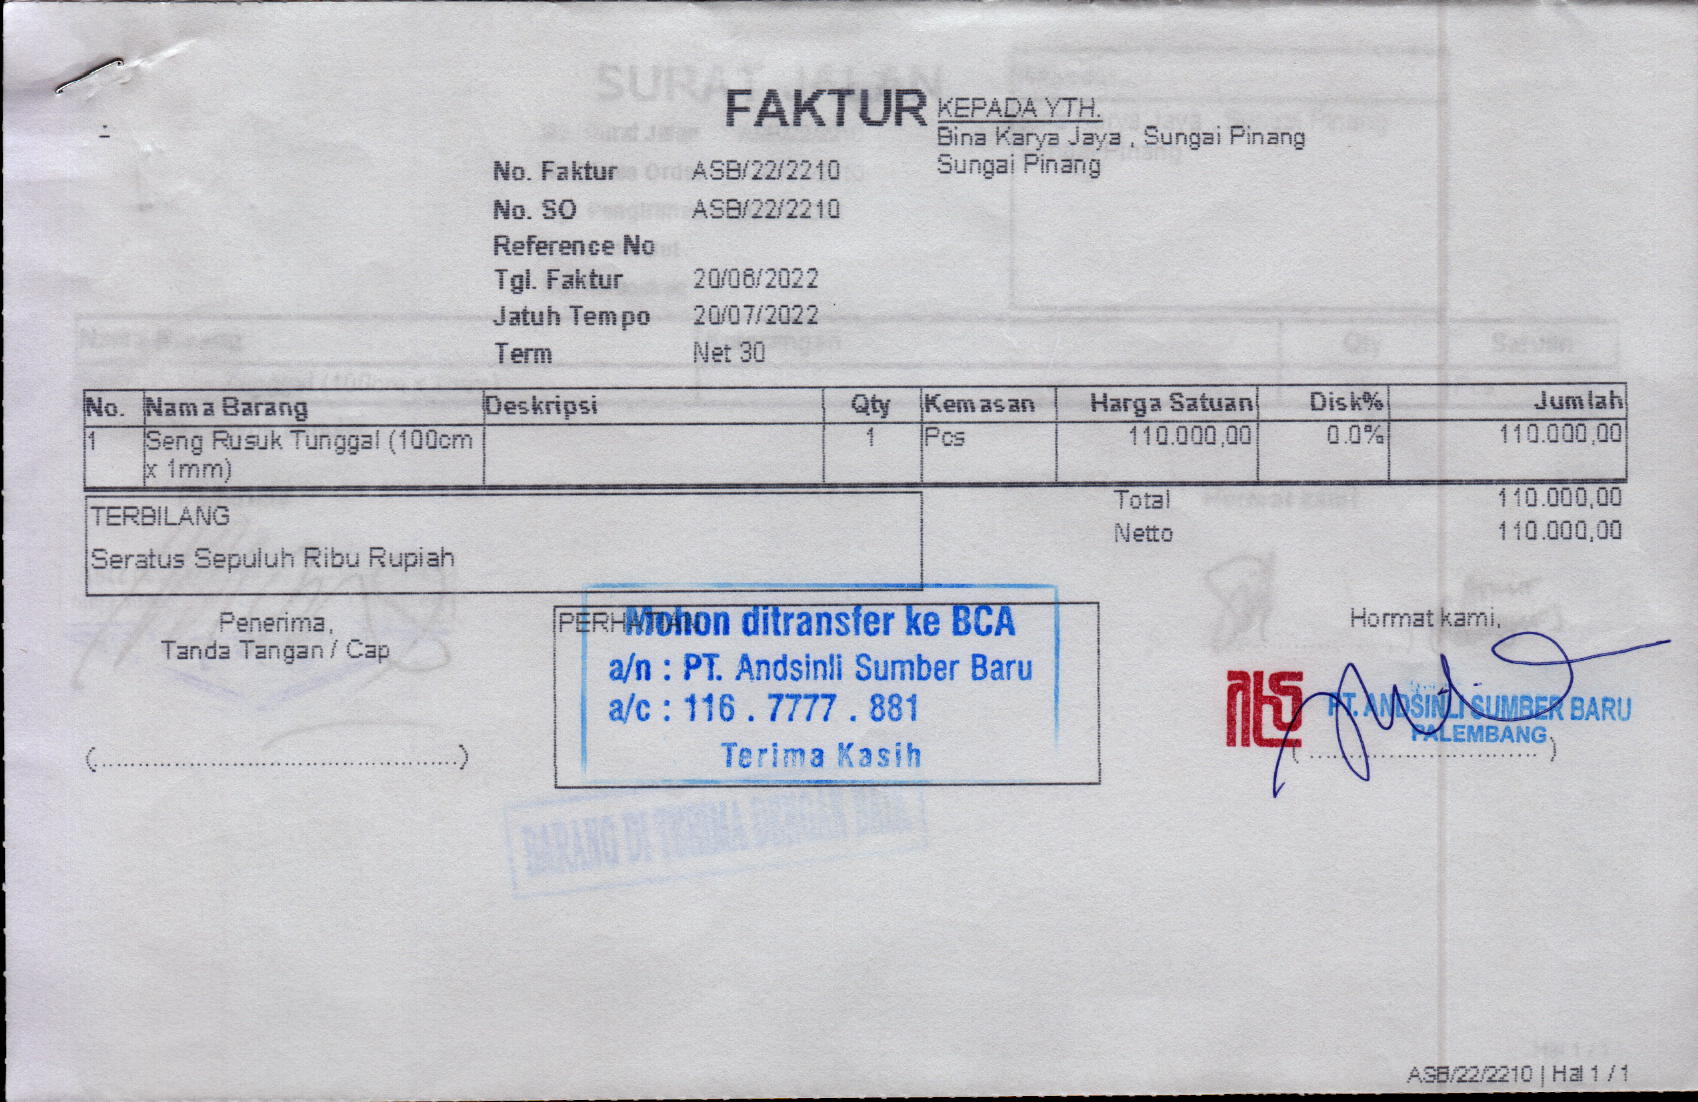 FAKTUR
KEPADA YTH.
Bina Karya Jaya , Sungai Pinang
Sungai Pinang
No. Faktur ASB/22/2210
No. SO ASB/22/2210
Reference No
Tgl. Faktur 20/06/2022
Jatuh Tempo 20/07/2022
Term Net 30
No. Nama Barang Deskripsi Qty Kemasan Harga Satuan Disk% Jumlah
1 Seng Rusuk Tunggal (100cm 1 Pcs 110.000,00 0.0% 110.000,00
x 1mm)
Total 110.000,00
Netto 110.000,00
TERBILANG
Seratus Sepuluh Ribu Rupiah
Penerima,
Tanda Tangan / Cap
(............................................)
PERHATIAN
Mohon ditransfer ke BCA
a/n : PT. Andsinli Sumber Baru
a/c : 116 . 7777 . 881
Terima Kasih
Hormat kami,
PT. ANDSINLI SUMBER BARU
PALEMBANG
ASB/22/2210 | Hal 1 / 1